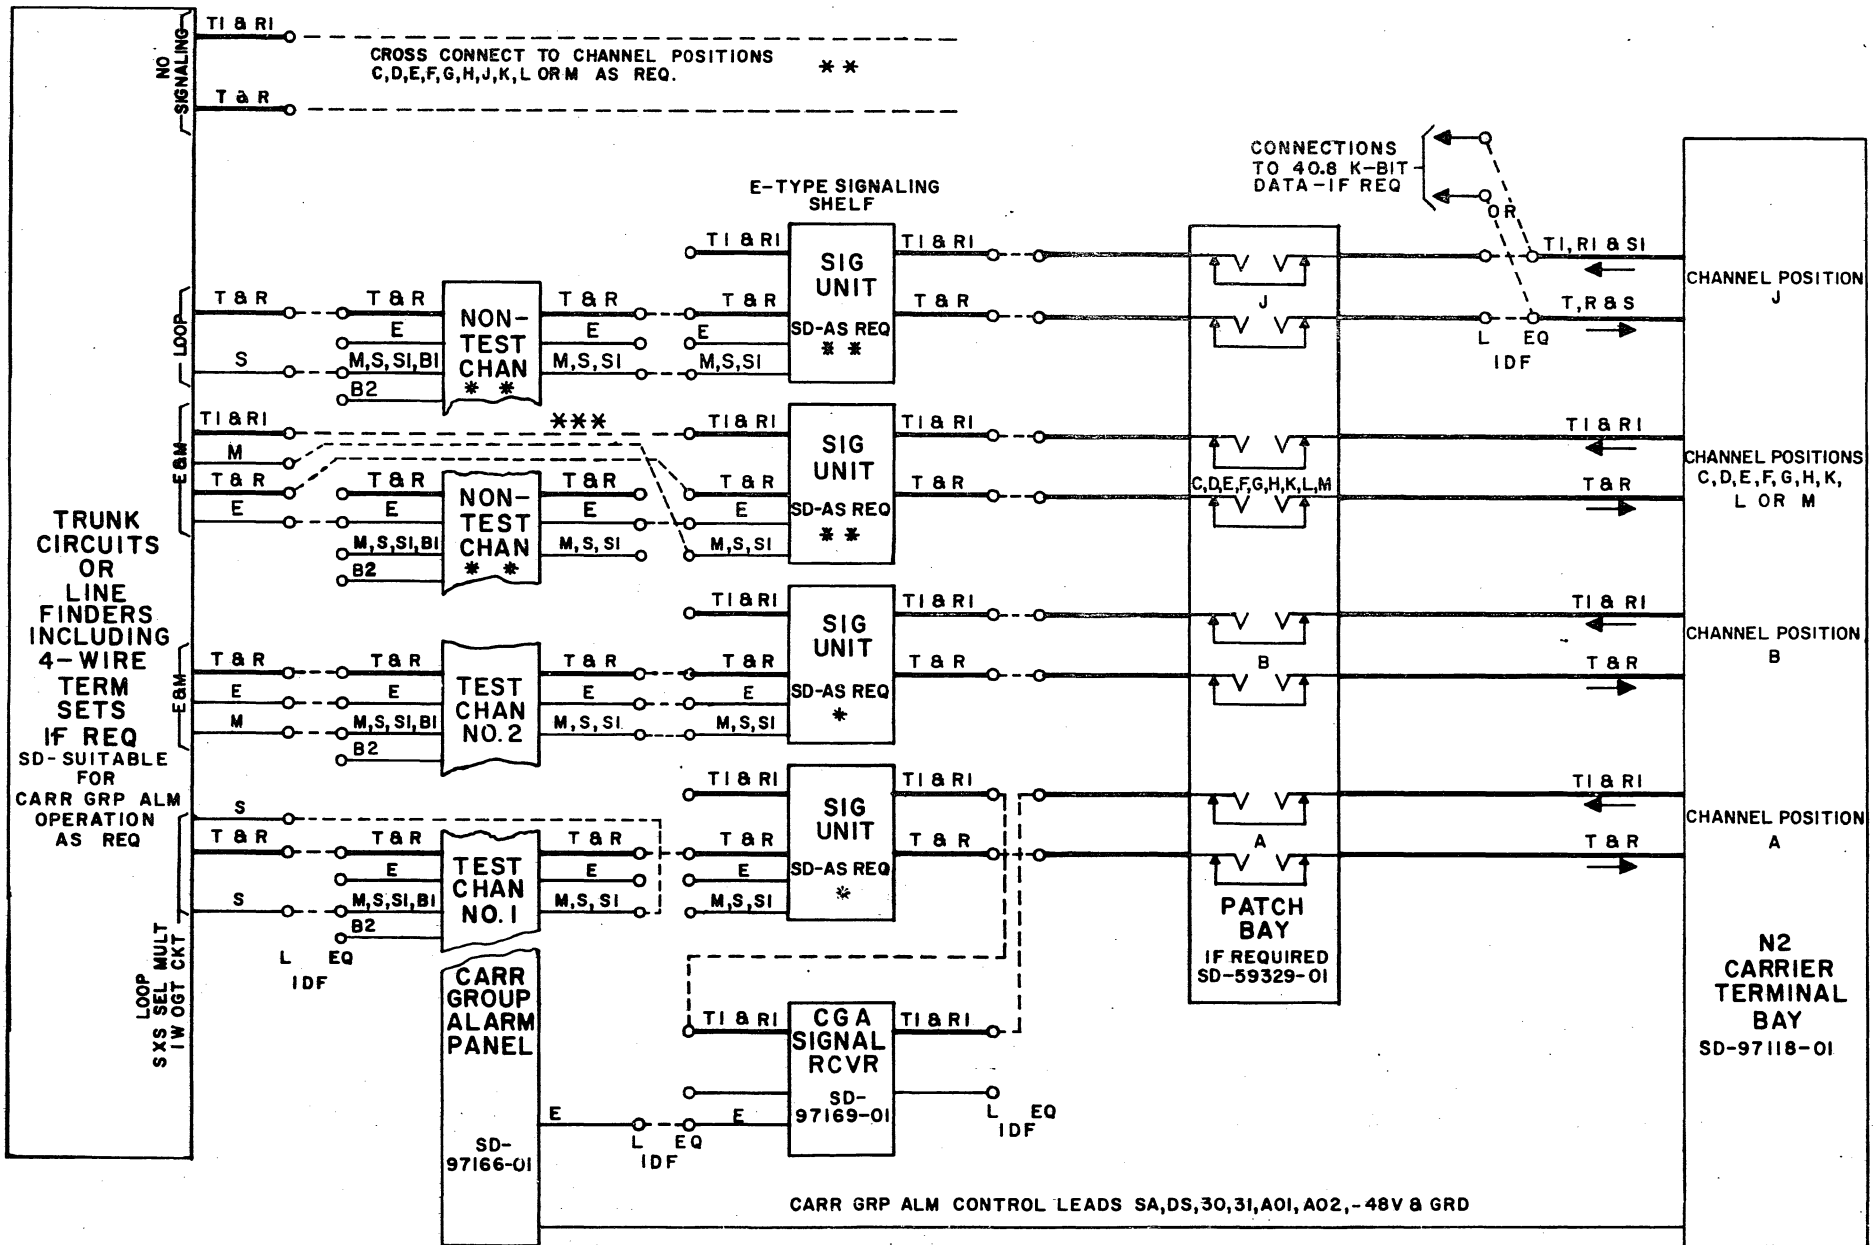 NO
SIGNALING
T1 & R1
T & R
CROSS CONNECT TO CHANNEL POSITIONS
C,D,E,F,G,H,J,K,L OR M AS REQ.
**
CONNECTIONS
TO 40.8 K-BIT
DATA-IF REQ
OR
E-TYPE SIGNALING
SHELF
LOOP
T & R
S
T & R
E
M,S,S1,B1
B2
NON-
TEST
CHAN
* *
T & R
E
M,S,S1
T1 & R1
T & R
E
M,S,S1
SIG
UNIT
SD-AS REQ
* *
T1 & R1
T & R
J
T1,R1 & S1
T,R & S
L EQ
IDF
CHANNEL POSITION
J
E&M
T1 & R1
M
T & R
E
***
T & R
E
M,S,S1,B1
B2
NON-
TEST
CHAN
* *
T & R
E
M,S,S1
T1 & R1
T & R
E
M,S,S1
SIG
UNIT
SD-AS REQ
* *
T1 & R1
T & R
C,D,E,F,G,H,K,L,M
T1 & R1
T & R
CHANNEL POSITIONS
C,D,E,F,G,H,K,
L OR M
TRUNK
CIRCUITS
OR
LINE
FINDERS
INCLUDING
4-WIRE
TERM
SETS
IF REQ
SD-SUITABLE
FOR
CARR GRP ALM
OPERATION
AS REQ
E&M
T & R
E
M
T & R
E
M,S,S1,B1
B2
TEST
CHAN
NO.2
T & R
E
M,S,S1
T1 & R1
T & R
E
M,S,S1
SIG
UNIT
SD-AS REQ
*
T1 & R1
T & R
B
T1 & R1
T & R
CHANNEL POSITION
B
LOOP
SXS SEL MULT
1W OGT CKT
S
T & R
S
L EQ
IDF
T & R
E
M,S,S1,B1
B2
TEST
CHAN
NO.1
T & R
E
M,S,S1
T1 & R1
T & R
E
M,S,S1
SIG
UNIT
SD-AS REQ
*
T1 & R1
T & R
A
T1 & R1
T & R
CHANNEL POSITION
A
PATCH
BAY
IF REQUIRED
SD-59329-01
N2
CARRIER
TERMINAL
BAY
SD-97118-01
CARR
GROUP
ALARM
PANEL
SD-
97166-01
E
L EQ
IDF
T1 & R1
E
CGA
SIGNAL
RCVR
SD-
97169-01
T1 & R1
L EQ
IDF
CARR GRP ALM CONTROL LEADS SA,DS,30,31,A01,A02,-48V & GRD